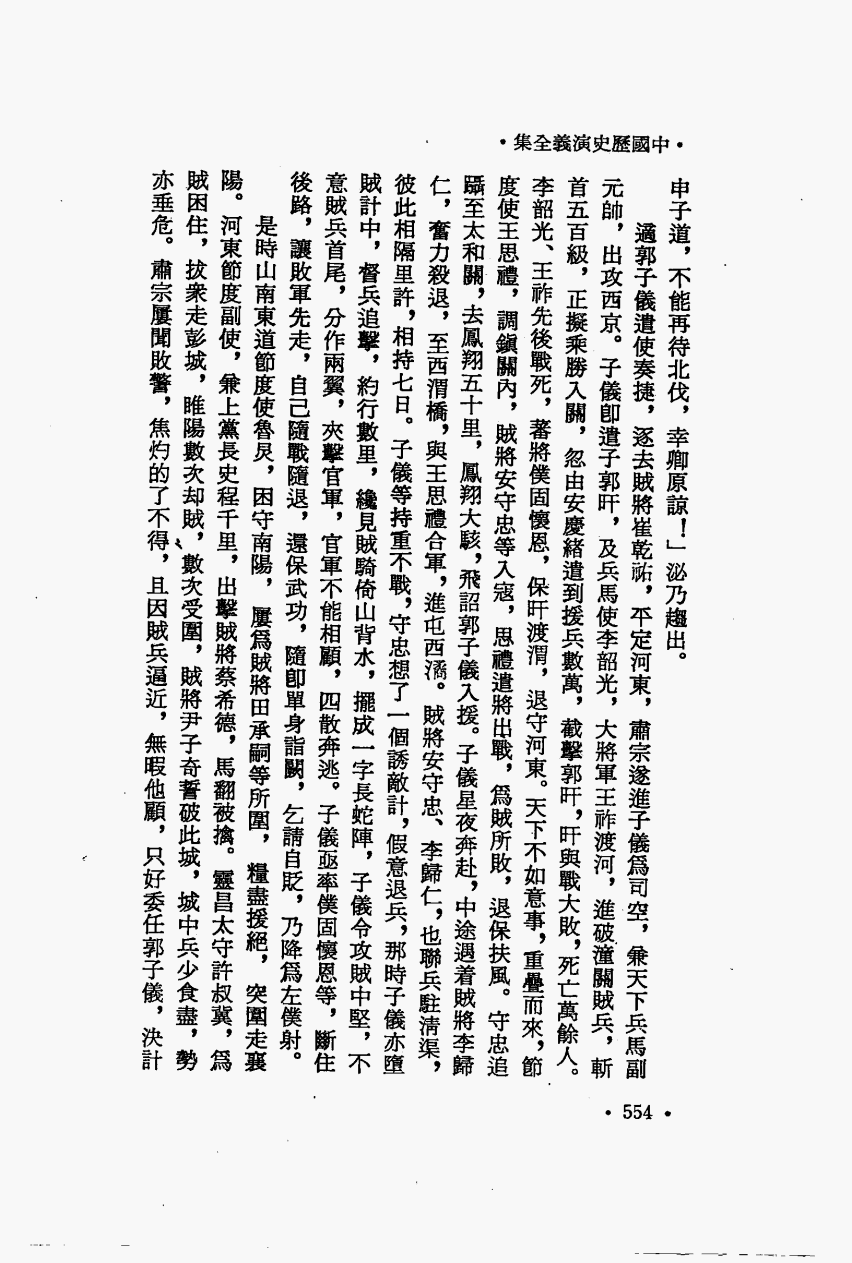 •中國歷史演義全集•
申子道，不能再待北伐，幸卿原諒！」泌乃趨出。
適郭子儀遣使奏捷，逐去賊將崔乾祐，平定河東，肅宗遂進子儀爲司空，兼天下兵馬副
元帥，出攻西京。子儀卽遣子郭旰，及兵馬使李韶光，大將軍王祚渡河，進破潼關賊兵，斬
首五百級，正擬乘勝入關，忽由安慶緒遣到援兵數萬，截擊郭旰，旰與戰大敗，死亡萬餘人。
李韶光、王祚先後戰死，蕃將僕固懷恩，保旰渡渭，退守河東。天下不如意事，重疊而來，節
度使王思禮，調鎭關內，賊將安守忠等入寇，思禮遣將出戰，爲賊所敗，退保扶風。守忠追
躡至太和關，去鳳翔五十里，鳳翔大駭，飛詔郭子儀入援。子儀星夜奔赴，中途遇着賊將李歸
仁，奮力殺退，至西渭橋，與王思禮合軍，進屯西潏。賊將安守忠、李歸仁，也聯兵駐清渠，
彼此相隔里許，相持七日。子儀等持重不戰，守忠想了一個誘敵計，假意退兵，那時子儀亦墮
賊計中，督兵追擊，約行數里，纔見賊騎倚山背水，擺成一字長蛇陣，子儀令攻賊中堅，不
意賊兵首尾，分作兩翼，夾擊官軍，官軍不能相顧，四散奔逃。子儀亟率僕固懷恩等，斷住
後路，讓敗軍先走，自己隨戰隨退，還保武功，隨卽單身詣闕，乞請自貶，乃降爲左僕射。
是時山南東道節度使魯炅，困守南陽，屢爲賊將田承嗣等所圍，糧盡援絕，突圍走襄
陽。河東節度副使，兼上黨長史程千里，出擊賊將蔡希德，馬翻被擒。靈昌太守許叔冀，爲
賊困住，拔衆走彭城，睢陽數次却賊，數次受圍，賊將尹子奇誓破此城，城中兵少食盡，勢
亦垂危。肅宗屢聞敗警，焦灼的了不得，且因賊兵逼近，無暇他顧，只好委任郭子儀，決計
•554•